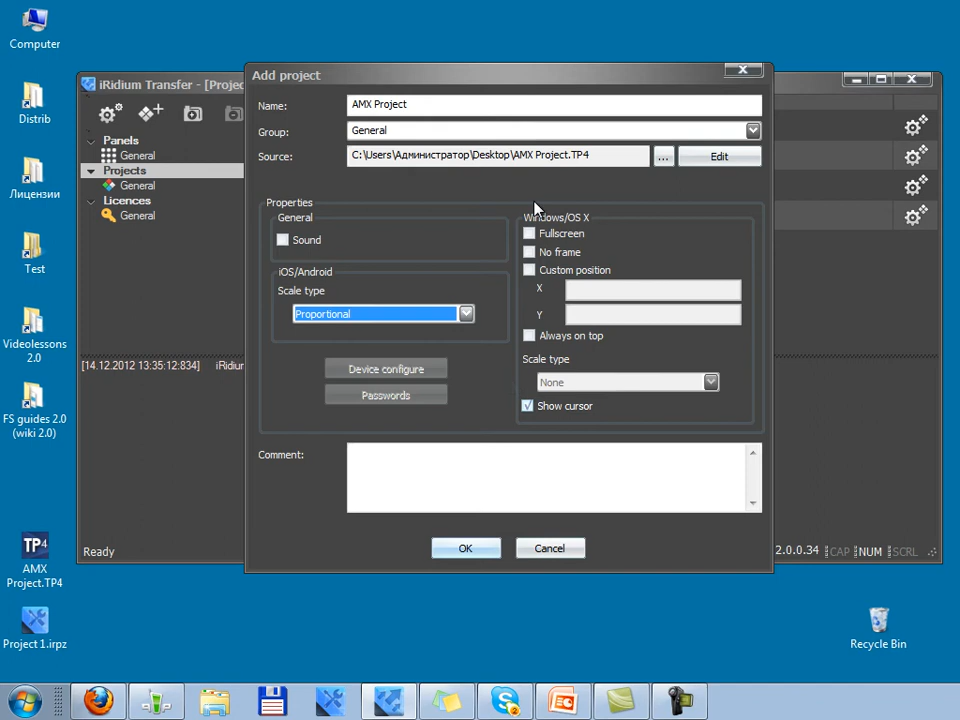 Computer
Distrib
Лицензии
Test
Videolessons
2.0
FS guides 2.0
(wiki 2.0)
TP4
AMX
Project.TP4
Project 1.irpz
Recycle Bin
iRidium Transfer - [Projec
Panels
General
Projects
General
Licences
General
[14.12.2012 13:35:12:834] iRidium
Ready
2.0.0.34 CAP NUM SCRL
Add project
Name: AMX Project
Group: General
Source: C:\Users\Администратор\Desktop\AMX Project.TP4 ... Edit
Properties
General
Sound
iOS/Android
Scale type
Proportional
Device configure
Passwords
Windows/OS X
Fullscreen
No frame
Custom position
X
Y
Always on top
Scale type
None
Show cursor
Comment:
OK Cancel